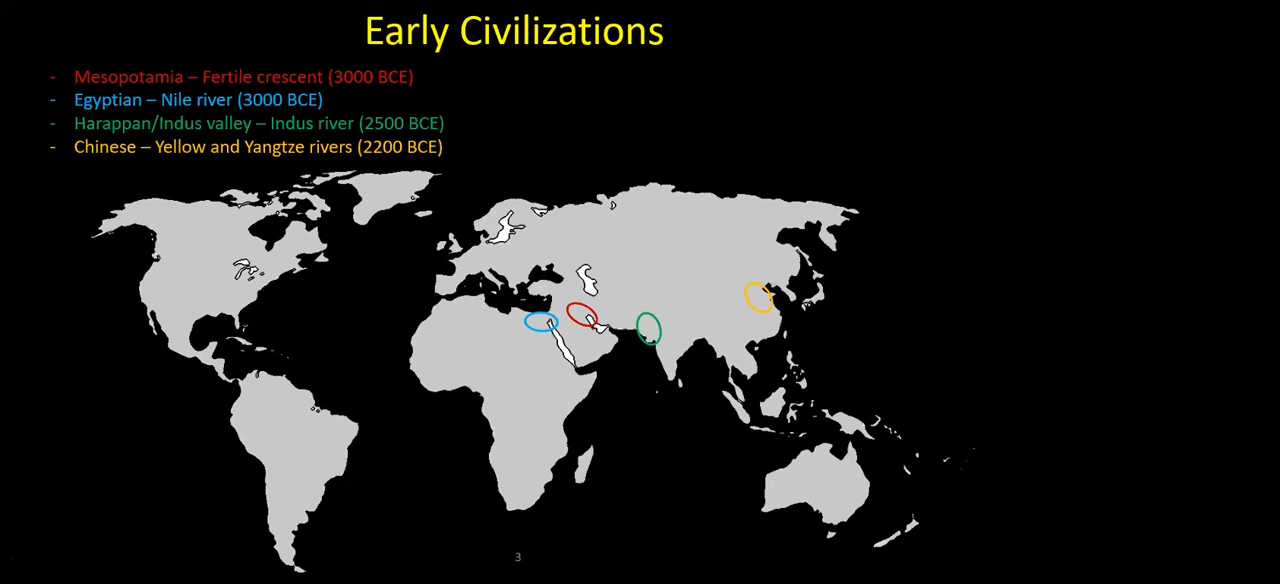 Early Civilizations
- Mesopotamia – Fertile crescent (3000 BCE)
- Egyptian – Nile river (3000 BCE)
- Harappan/Indus valley – Indus river (2500 BCE)
- Chinese – Yellow and Yangtze rivers (2200 BCE)
3